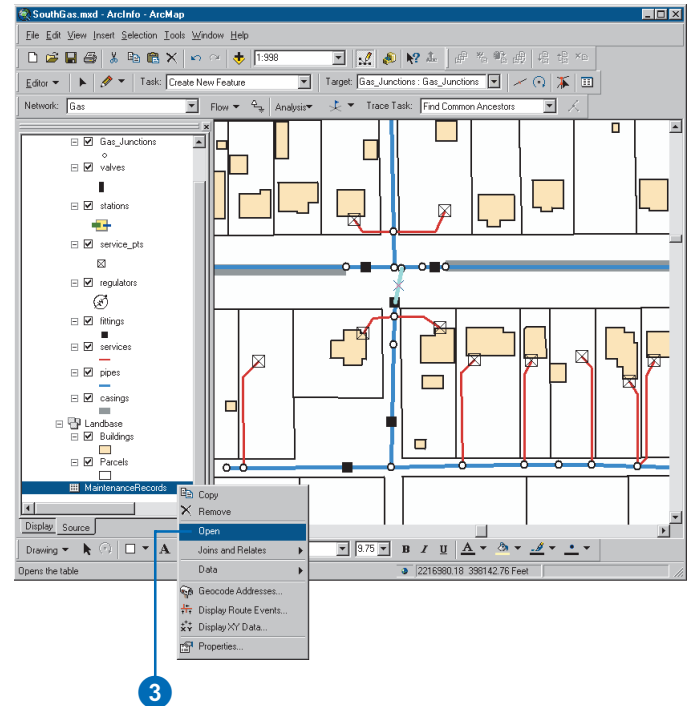 SouthGas.mxd - ArcInfo - ArcMap
File Edit View Insert Selection Tools Window Help
1:998
Editor Task: Create New Feature Target: Gas_Junctions : Gas_Junctions
Network: Gas Flow Analysis Trace Task: Find Common Ancestors
Gas_Junctions
valves
stations
service_pts
regulators
fittings
services
pipes
casings
Landbase
Buildings
Parcels
MaintenanceRecords
Copy
Remove
Open
Joins and Relates
Data
Geocode Addresses...
Display Route Events...
Display XY Data...
Properties...
Display Source
Drawing A 9.75 B I U A
Opens the table 2216980.18 398142.76 Feet
3